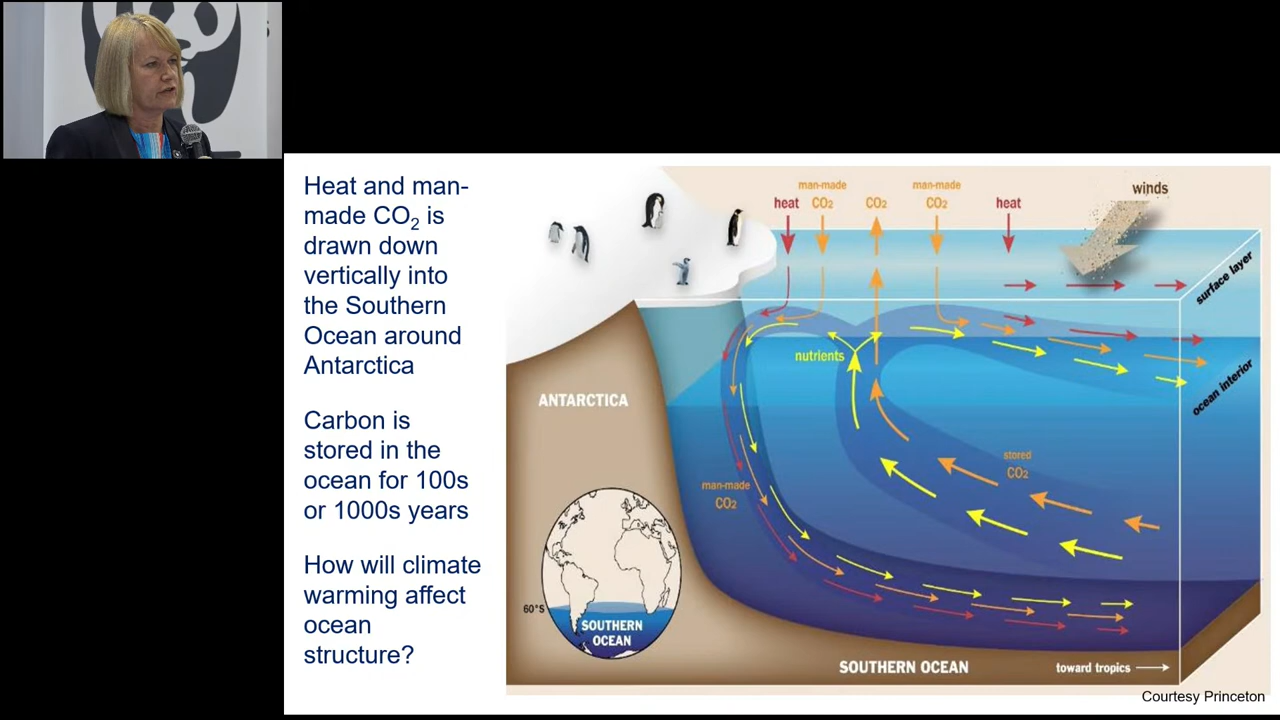 Heat and man-
made CO₂ is
drawn down
vertically into
the Southern
Ocean around
Antarctica
Carbon is
stored in the
ocean for 100s
or 1000s years
How will climate
warming affect
ocean
structure?
heat
man-made
CO₂
CO₂
man-made
CO₂
heat
winds
surface layer
nutrients
ocean interior
ANTARCTICA
stored
CO₂
man-made
CO₂
60°S
SOUTHERN
OCEAN
SOUTHERN OCEAN
toward tropics
Courtesy Princeton